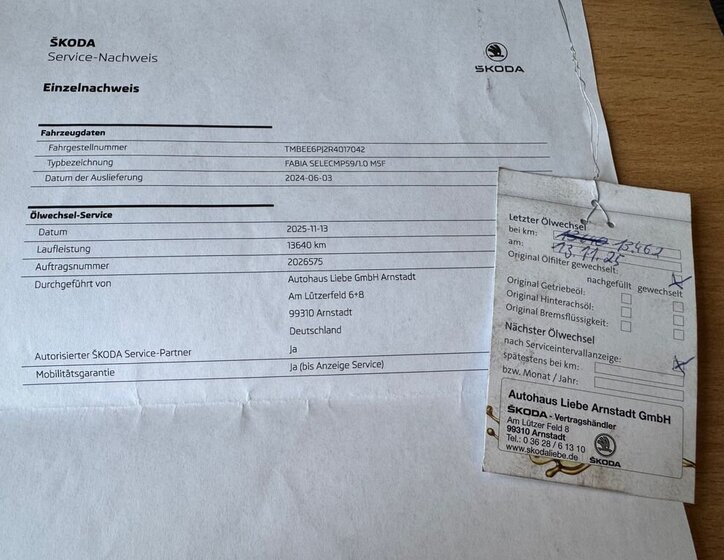 ŠKODA
Service-Nachweis
ŠKODA
Einzelnachweis
Fahrzeugdaten
Fahrgestellnummer TMBEE6PJ2R4017042
Typbezeichnung FABIA SELECMP59/1.0 M5F
Datum der Auslieferung 2024-06-03
Ölwechsel-Service
Datum 2025-11-13
Laufleistung 13640 km
Auftragsnummer 2026575
Durchgeführt von Autohaus Liebe GmbH Arnstadt
Am Lützerfeld 6+8
99310 Arnstadt
Deutschland
Autorisierter ŠKODA Service-Partner Ja
Mobilitätsgarantie Ja (bis Anzeige Service)
Letzter Ölwechsel
bei km: 13640 13.462
am: 13.11.25
Original Ölfilter gewechselt: X
nachgefüllt gewechselt
Original Getriebeöl:
Original Hinterachsöl:
Original Bremsflüssigkeit:
Nächster Ölwechsel
nach Serviceintervallanzeige: X
spätestens bei km:
bzw. Monat / Jahr:
Autohaus Liebe Arnstadt GmbH
ŠKODA - Vertragshändler
Am Lützer Feld 8
99310 Arnstadt
Tel.: 0 36 28 / 6 13 10
www.skodaliebe.de
ŠKODA